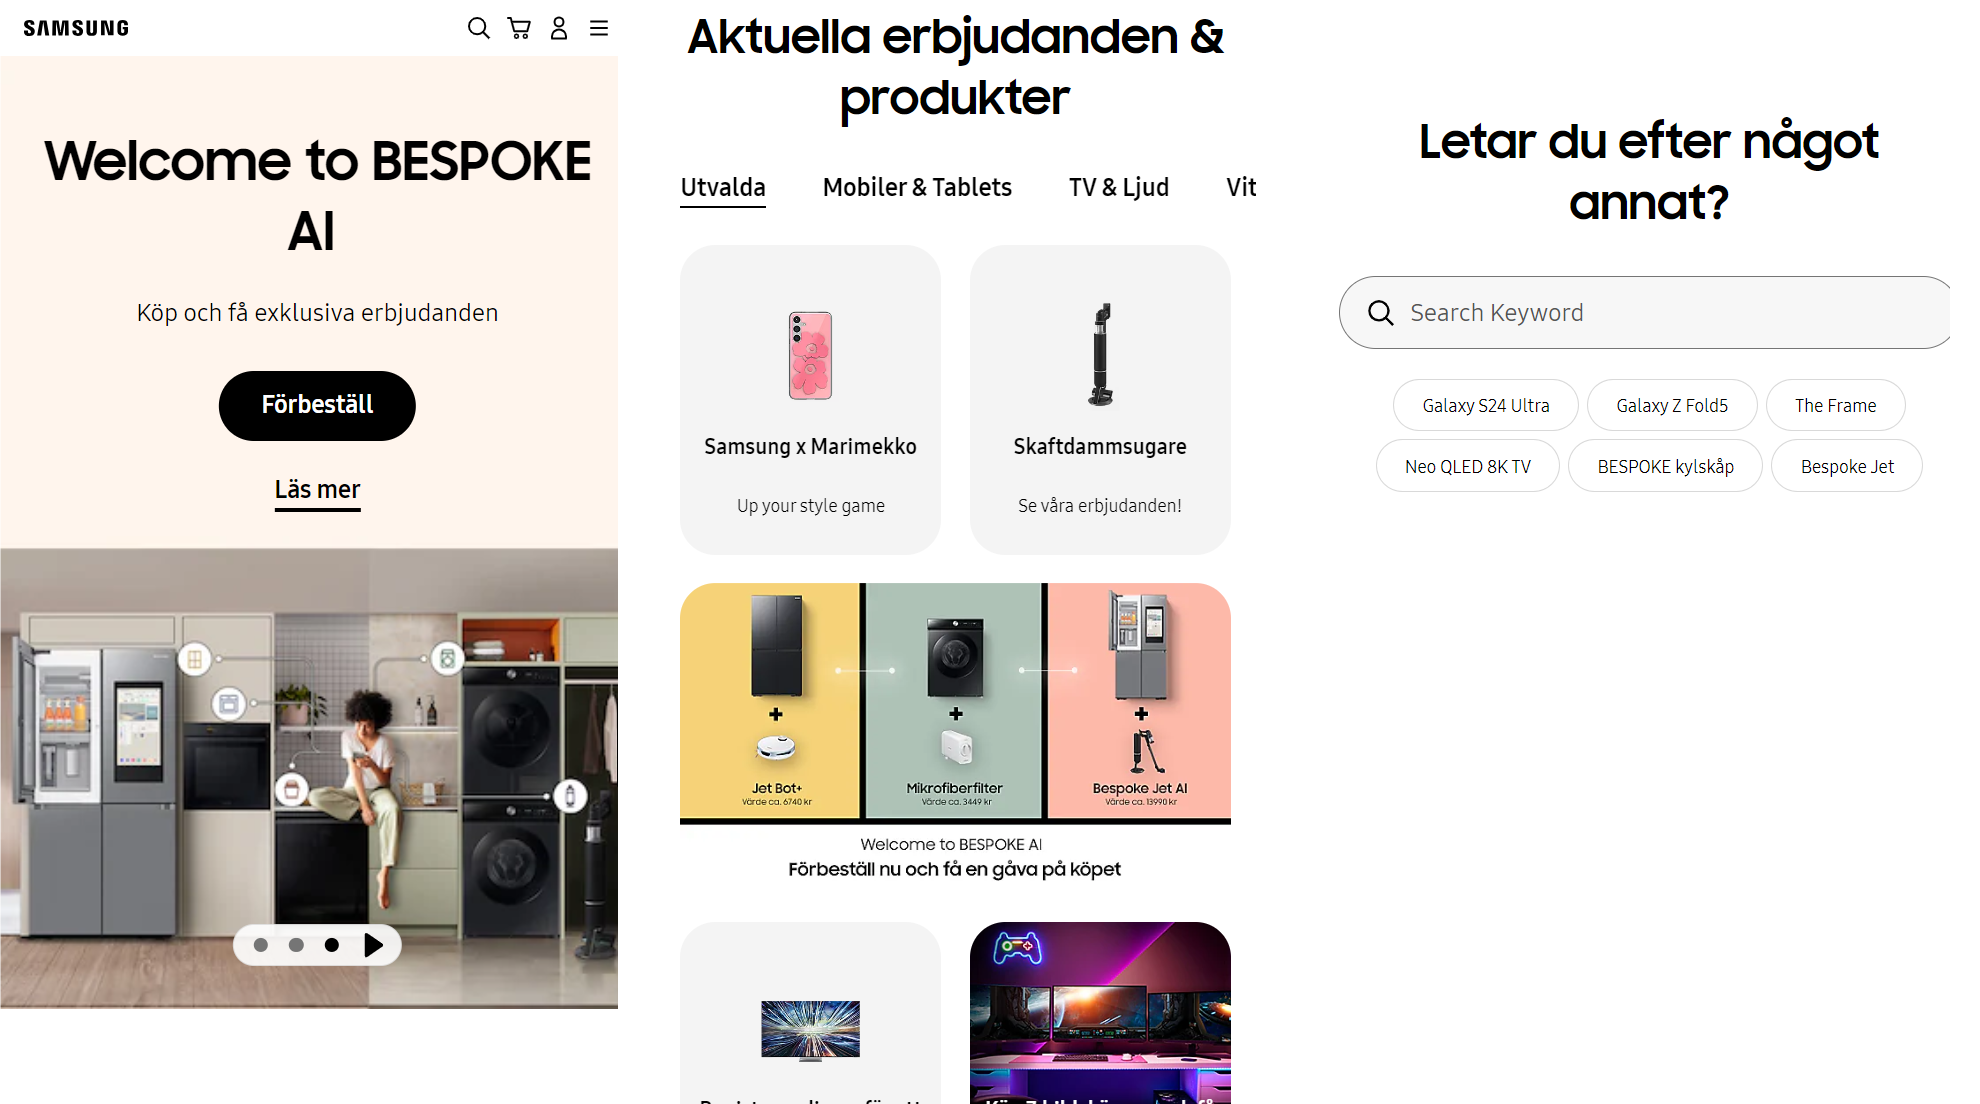 SAMSUNG
Welcome to BESPOKE
AI
Köp och få exklusiva erbjudanden
Förbeställ
Läs mer
Aktuella erbjudanden &
produkter
Utvalda Mobiler & Tablets TV & Ljud Vit
Samsung x Marimekko
Up your style game
Skaftdammsugare
Se våra erbjudanden!
Jet Bot+
Värde ca. 6740 kr
Mikrofiberfilter
Värde ca. 3449 kr
Bespoke Jet AI
Värde ca. 13990 kr
Welcome to BESPOKE AI
Förbeställ nu och få en gåva på köpet
Letar du efter något
annat?
Search Keyword
Galaxy S24 Ultra Galaxy Z Fold5 The Frame
Neo QLED 8K TV BESPOKE kylskåp Bespoke Jet